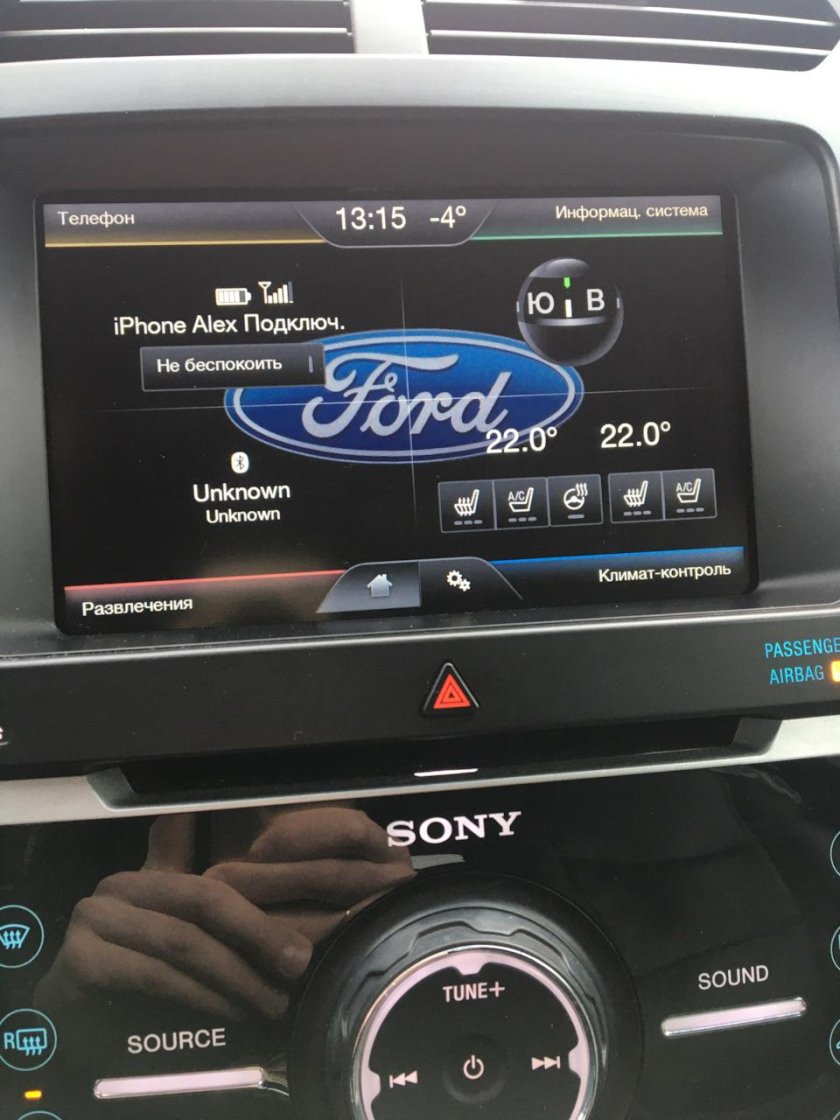 Телефон
13:15 -4°
Информац. система
iPhone Alex Подключ.
Не беспокоить
Ford
Ю В
22.0° 22.0°
A/C
A/C
Unknown
Unknown
Развлечения
Климат-контроль
AIRBAG
SONY
TUNE+
SOUND
SOURCE
R